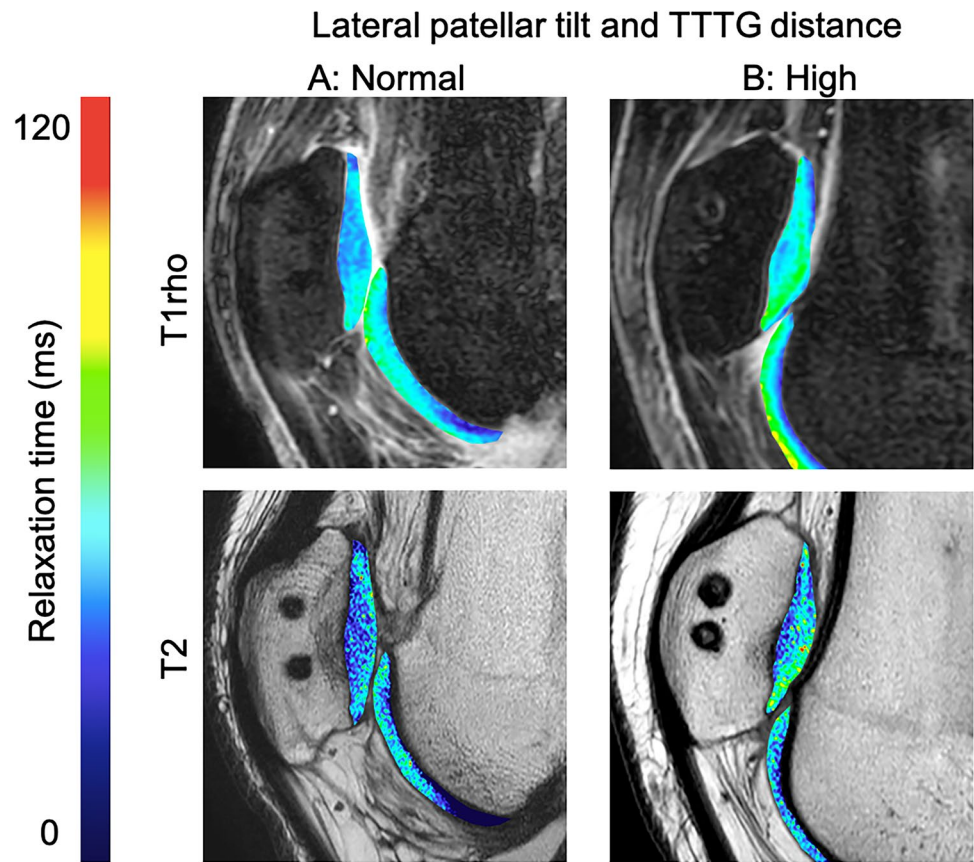 Lateral patellar tilt and TTTG distance
A: Normal
B: High
120
Relaxation time (ms)
0
T1rho
T2